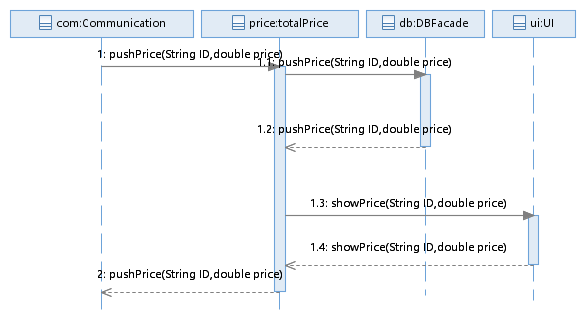 com:Communication
price:totalPrice
db:DBFacade
ui:UI
1: pushPrice(String ID,double price)
1.1: pushPrice(String ID,double price)
1.2: pushPrice(String ID,double price)
1.3: showPrice(String ID,double price)
1.4: showPrice(String ID,double price)
2: pushPrice(String ID,double price)